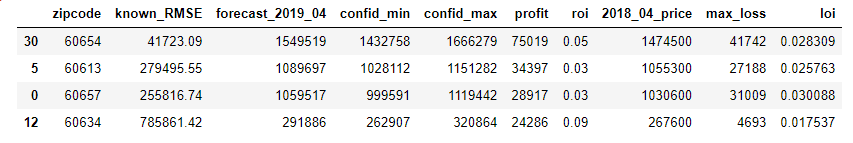 zipcode known_RMSE forecast_2019_04 confid_min confid_max profit roi 2018_04_price max_loss loi
30 60654 41723.09 1549519 1432758 1666279 75019 0.05 1474500 41742 0.028309
5 60613 279495.55 1089697 1028112 1151282 34397 0.03 1055300 27188 0.025763
0 60657 255816.74 1059517 999591 1119442 28917 0.03 1030600 31009 0.030088
12 60634 785861.42 291886 262907 320864 24286 0.09 267600 4693 0.017537